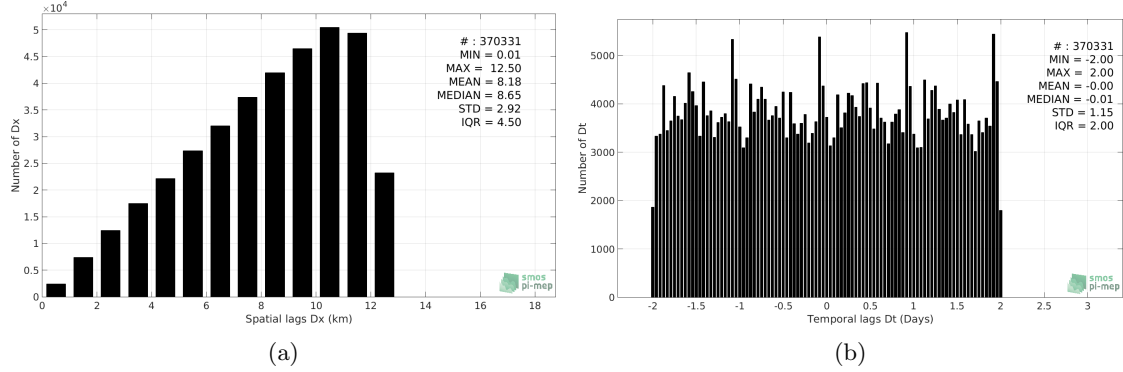 ×10⁴
Number of Dx
5
4.5
4
3.5
3
2.5
2
1.5
1
0.5
0
0 2 4 6 8 10 12 14 16 18
Spatial lags Dx (km)
# : 370331
MIN = 0.01
MAX = 12.50
MEAN = 8.18
MEDIAN = 8.65
STD = 2.92
IQR = 4.50
smos
pi-mep
(a)
Number of Dt
5000
4000
3000
2000
1000
0
-2 -1.5 -1 -0.5 0 0.5 1 1.5 2 2.5 3
Temporal lags Dt (Days)
# : 370331
MIN = -2.00
MAX = 2.00
MEAN = -0.00
MEDIAN = -0.01
STD = 1.15
IQR = 2.00
smos
pi-mep
(b)